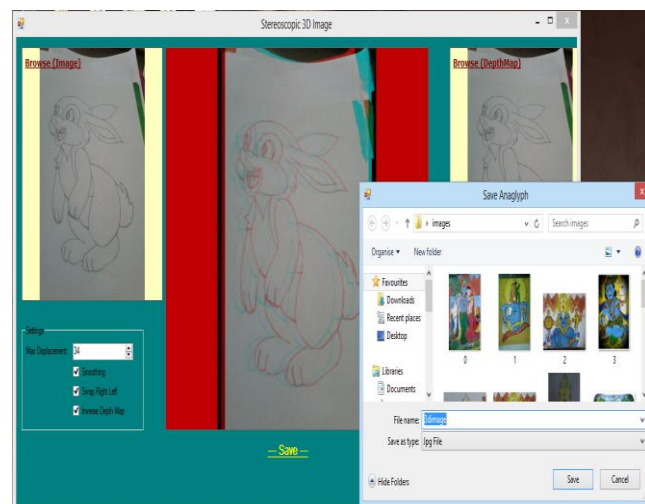 Stereoscopic 3D Image
Browse (Image)
Browse (DepthMap)
Settings
Max Displacement: 34
Smoothing
Swap Right Left
Inverse Depth Map
— Save —
Save Anaglyph
images
Search images
Organise
New folder
Favourites
Downloads
Recent places
Desktop
Libraries
Documents
0
1
2
3
File name: 3dimage
Save as type: Jpg File
Hide Folders
Save
Cancel